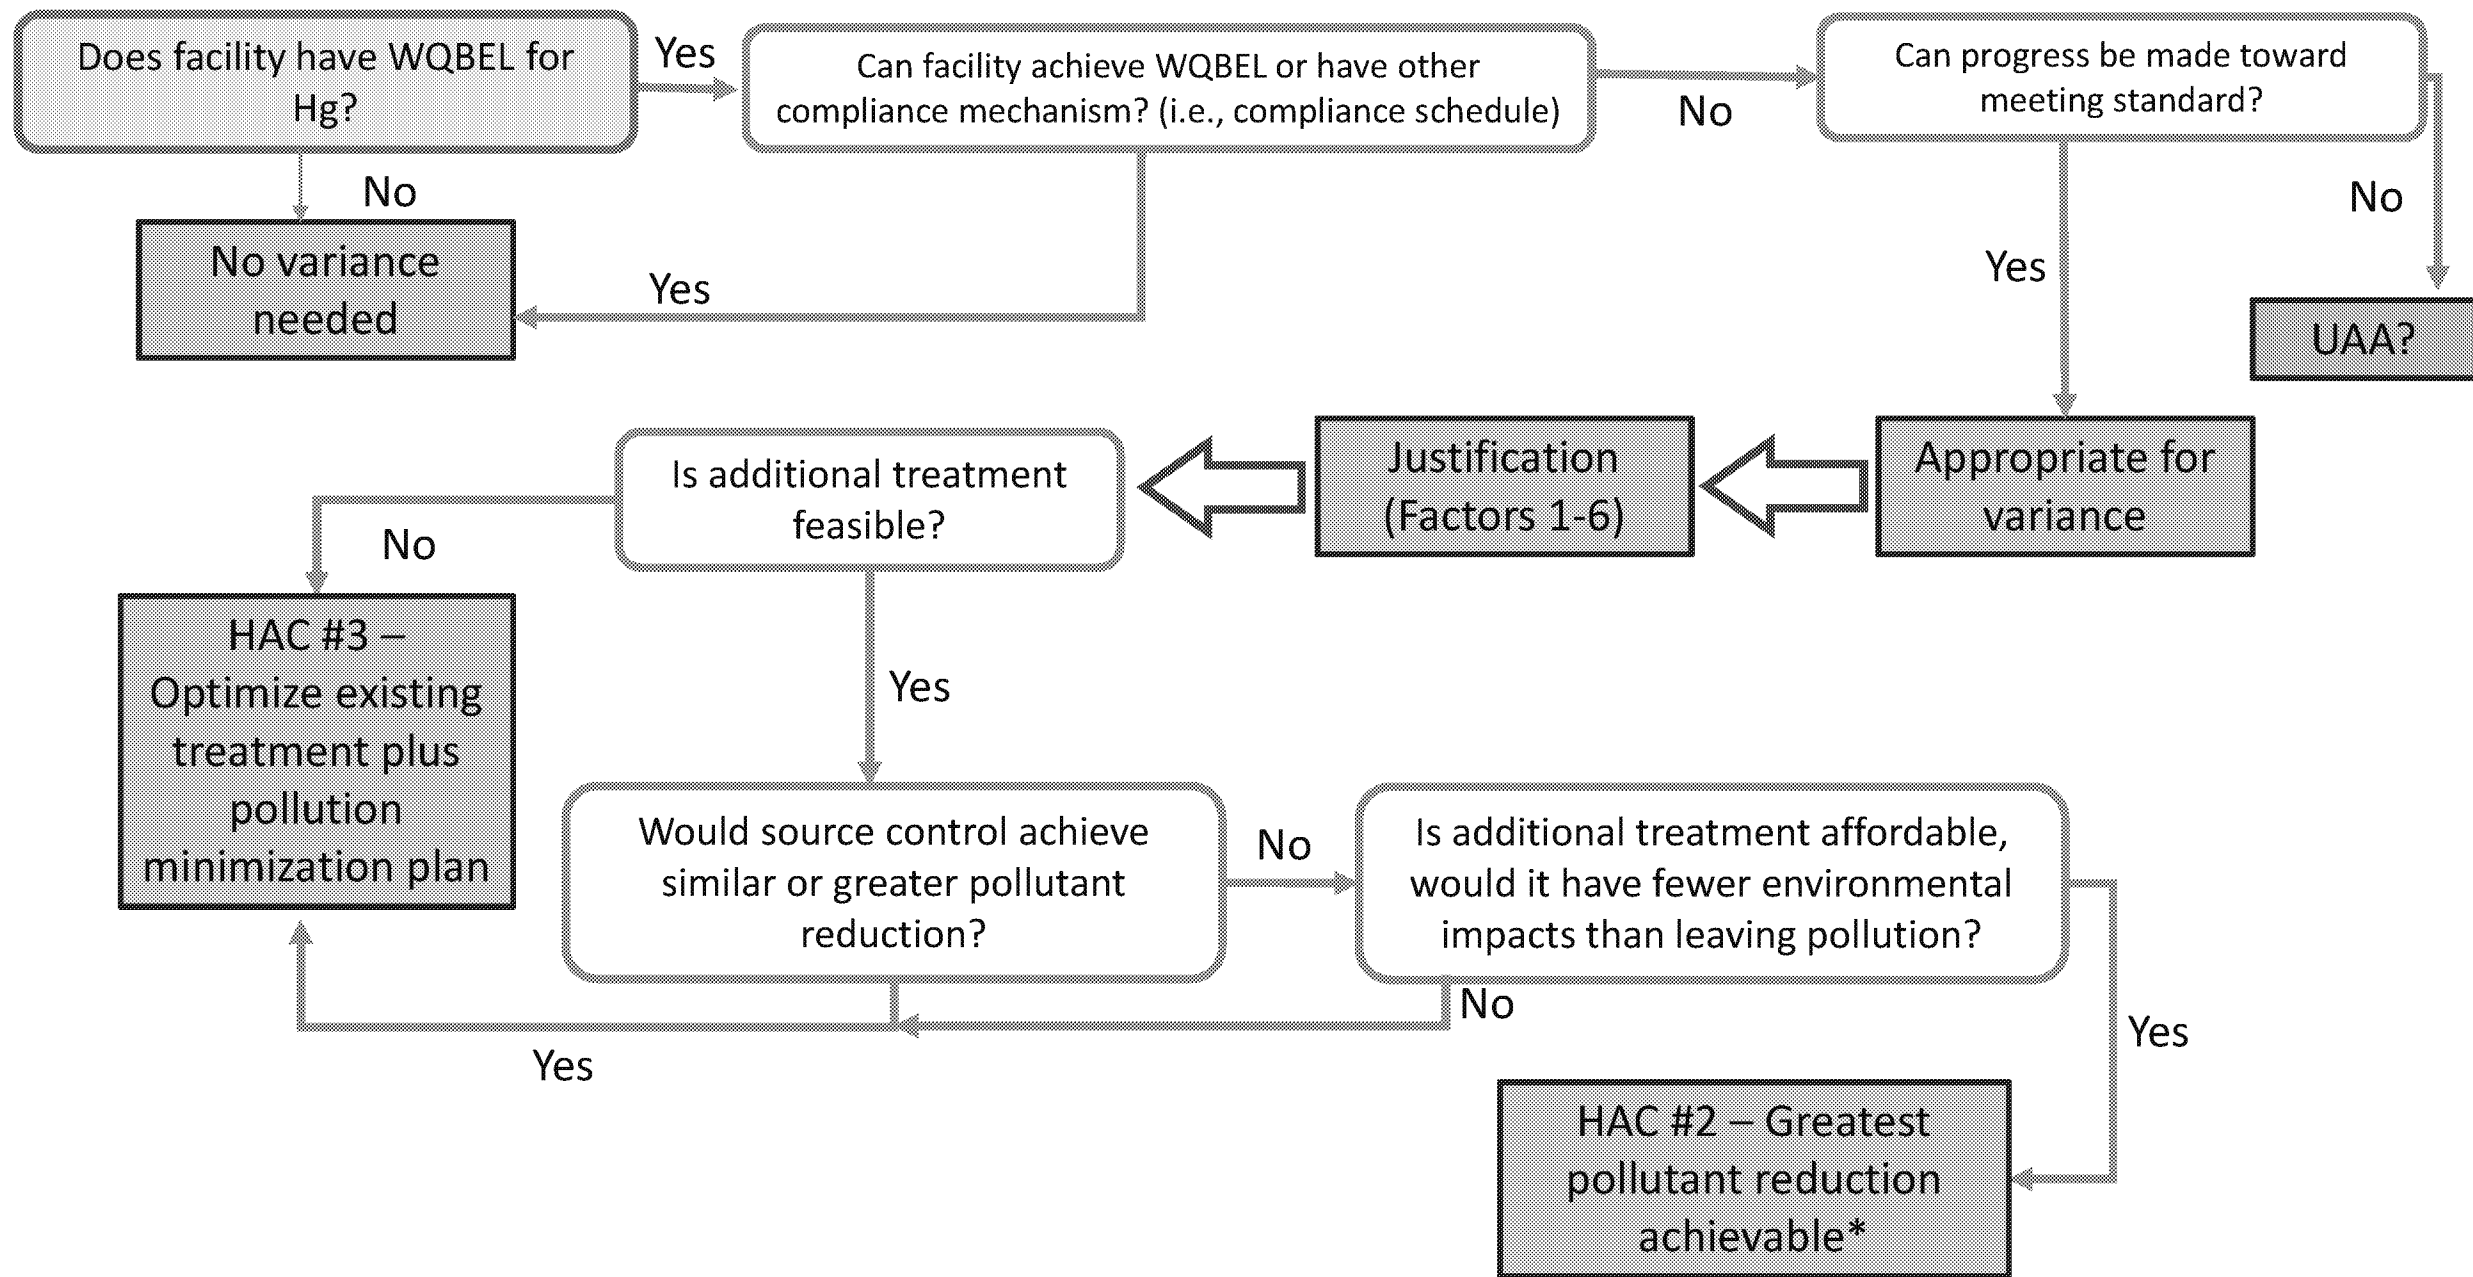 Does facility have WQBEL for
Hg?
Yes
Can facility achieve WQBEL or have other
compliance mechanism? (i.e., compliance schedule)
No
Can progress be made toward
meeting standard?
No
No
Yes
Yes
No variance
needed
UAA?
Is additional treatment
feasible?
Justification
(Factors 1-6)
Appropriate for
variance
No
HAC #3 –
Optimize existing
treatment plus
pollution
minimization plan
Yes
Would source control achieve
similar or greater pollutant
reduction?
No
Is additional treatment affordable,
would it have fewer environmental
impacts than leaving pollution?
No
Yes
Yes
HAC #2 – Greatest
pollutant reduction
achievable*